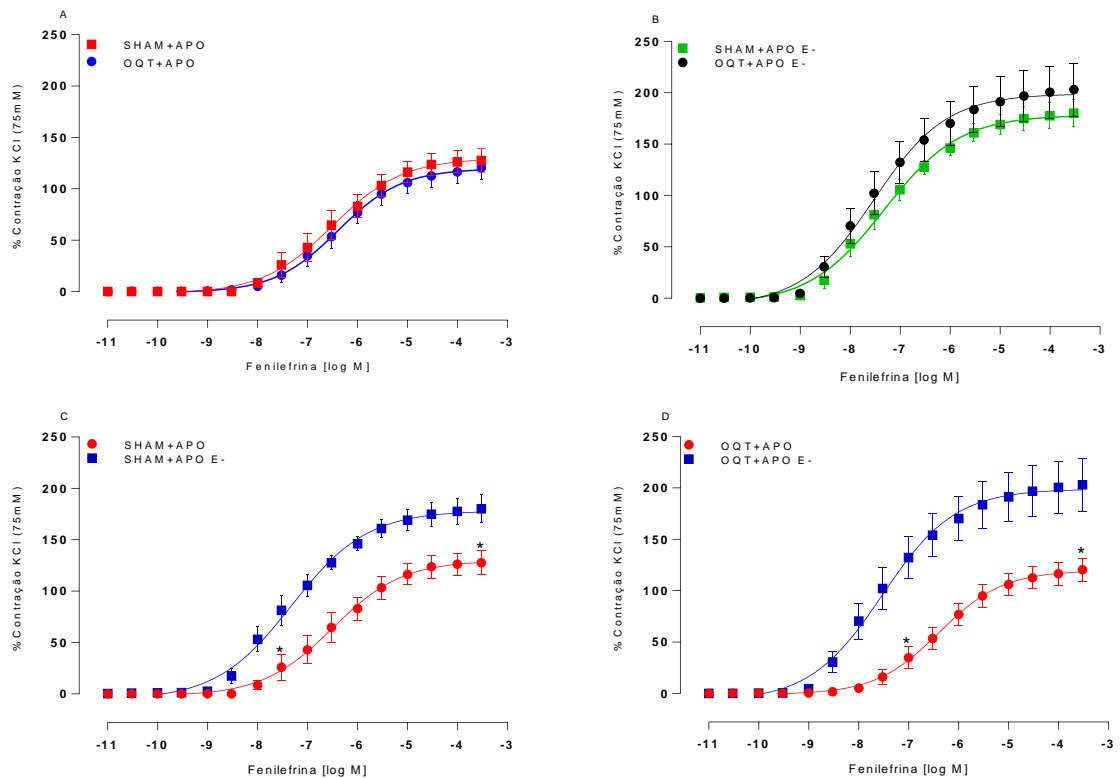 A
SHAM+APO
OQT+APO
% Contração KCl (75mM)
250
200
150
100
50
0
-11 -10 -9 -8 -7 -6 -5 -4 -3
Fenilefrina [log M]
B
SHAM+APO E-
OQT+APO E-
% Contração KCl (75mM)
250
200
150
100
50
0
-11 -10 -9 -8 -7 -6 -5 -4 -3
Fenilefrina [log M]
C
SHAM+APO
SHAM+APO E-
% Contração KCl (75mM)
250
200
150
100
50
0
*
*
-11 -10 -9 -8 -7 -6 -5 -4 -3
Fenilefrina [log M]
D
OQT+APO
OQT+APO E-
% Contração KCl (75mM)
250
200
150
100
50
0
*
*
-11 -10 -9 -8 -7 -6 -5 -4 -3
Fenilefrina [log M]